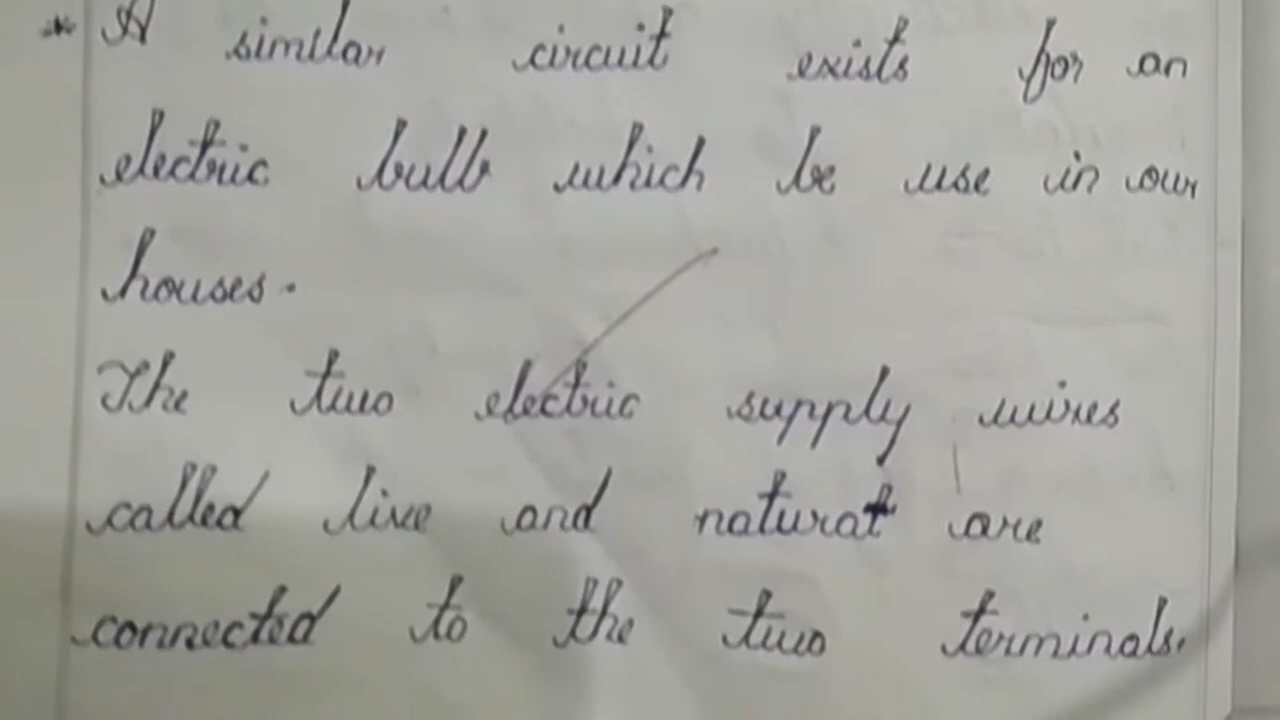 * A similar circuit exists for an
electric bulb which be use in our
houses.
The two electric supply wires
called live and naturat are
connected to the two terminals.